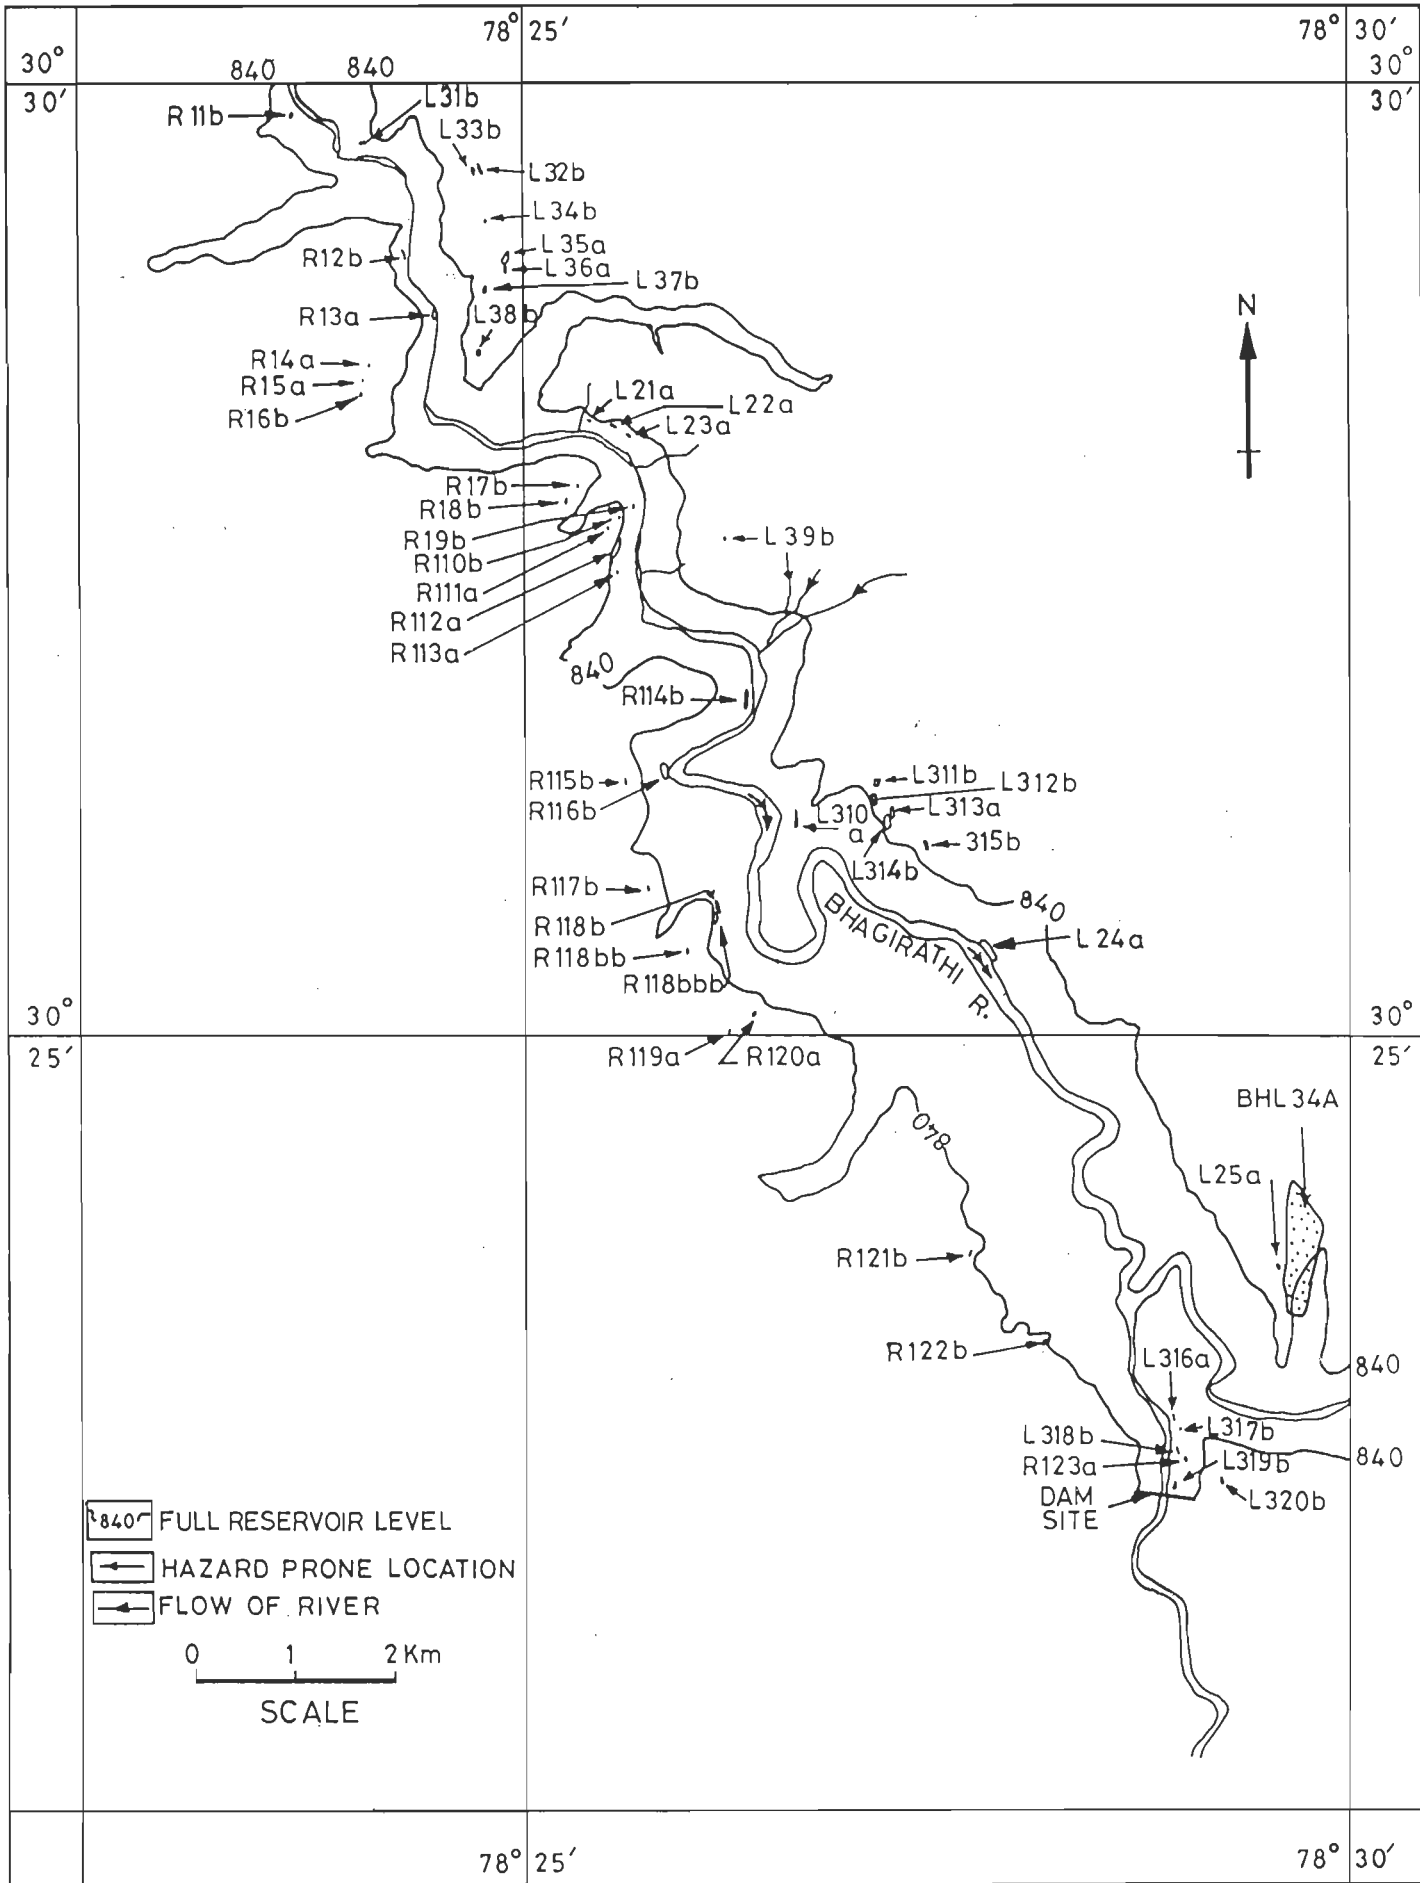 78° 25′
78° 30′
30°
30°
840
840
30′
30′
L31b
R11b
L33b
L32b
L34b
L35a
R12b
L36a
L37b
N
R13a
L38b
R14a
R15a
L21a
R16b
L22a
L23a
R17b
R18b
R19b
L39b
R110b
R111a
R112a
R113a
840
R114b
R115b
L311b
L312b
R116b
L310
a
L313a
315b
L314b
R117b
840
BHAGIRATHI R.
R118b
L24a
R118bb
R118bbb
30°
30°
R119a
R120a
25′
25′
BHL34A
840
L25a
R121b
R122b
L316a
840
L317b
L318b
R123a
L319b
840
DAM
SITE
L320b
840 FULL RESERVOIR LEVEL
HAZARD PRONE LOCATION
FLOW OF RIVER
0 1 2Km
SCALE
78° 25′
78° 30′